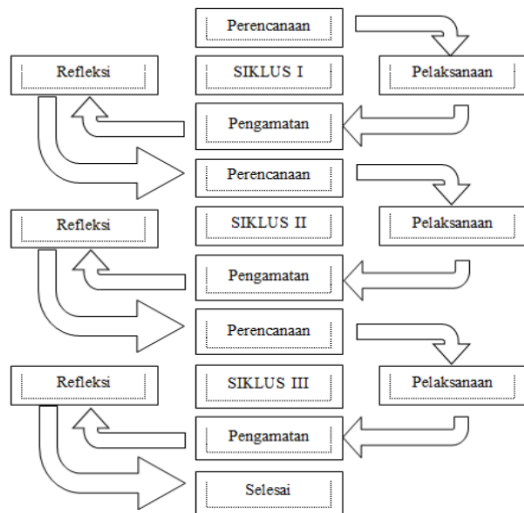 Perencanaan
Refleksi
SIKLUS I
Pelaksanaan
Pengamatan
Perencanaan
Refleksi
SIKLUS II
Pelaksanaan
Pengamatan
Perencanaan
Refleksi
SIKLUS III
Pelaksanaan
Pengamatan
Selesai